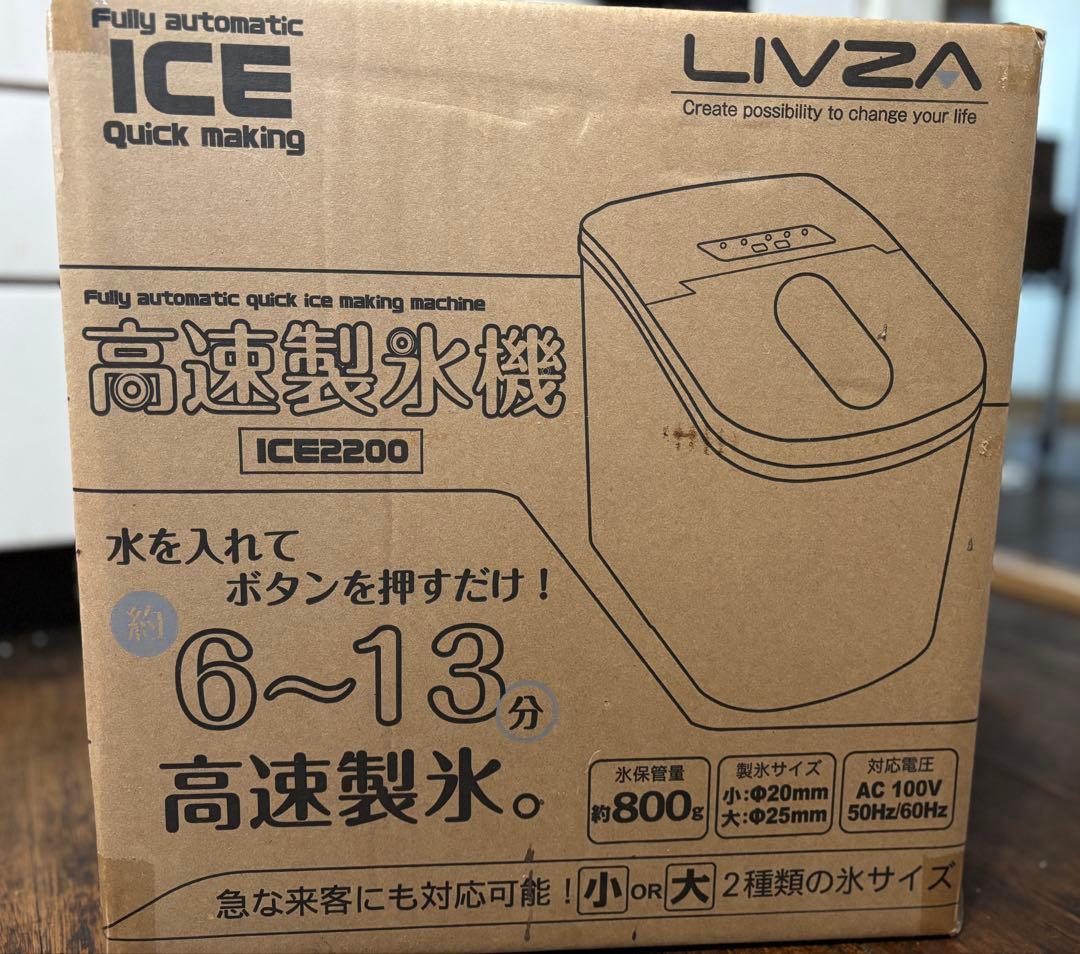 Fully automatic
ICE
Quick making
LIVZA
Create possibility to change your life
Fully automatic quick ice making machine
高速製氷機
ICE2200
水を入れて
ボタンを押すだけ！
約
6～13分
高速製氷。
氷保管量
約800g
製氷サイズ
小:Φ20mm
大:Φ25mm
対応電圧
AC 100V
50Hz/60Hz
急な来客にも対応可能！小OR大2種類の氷サイズ